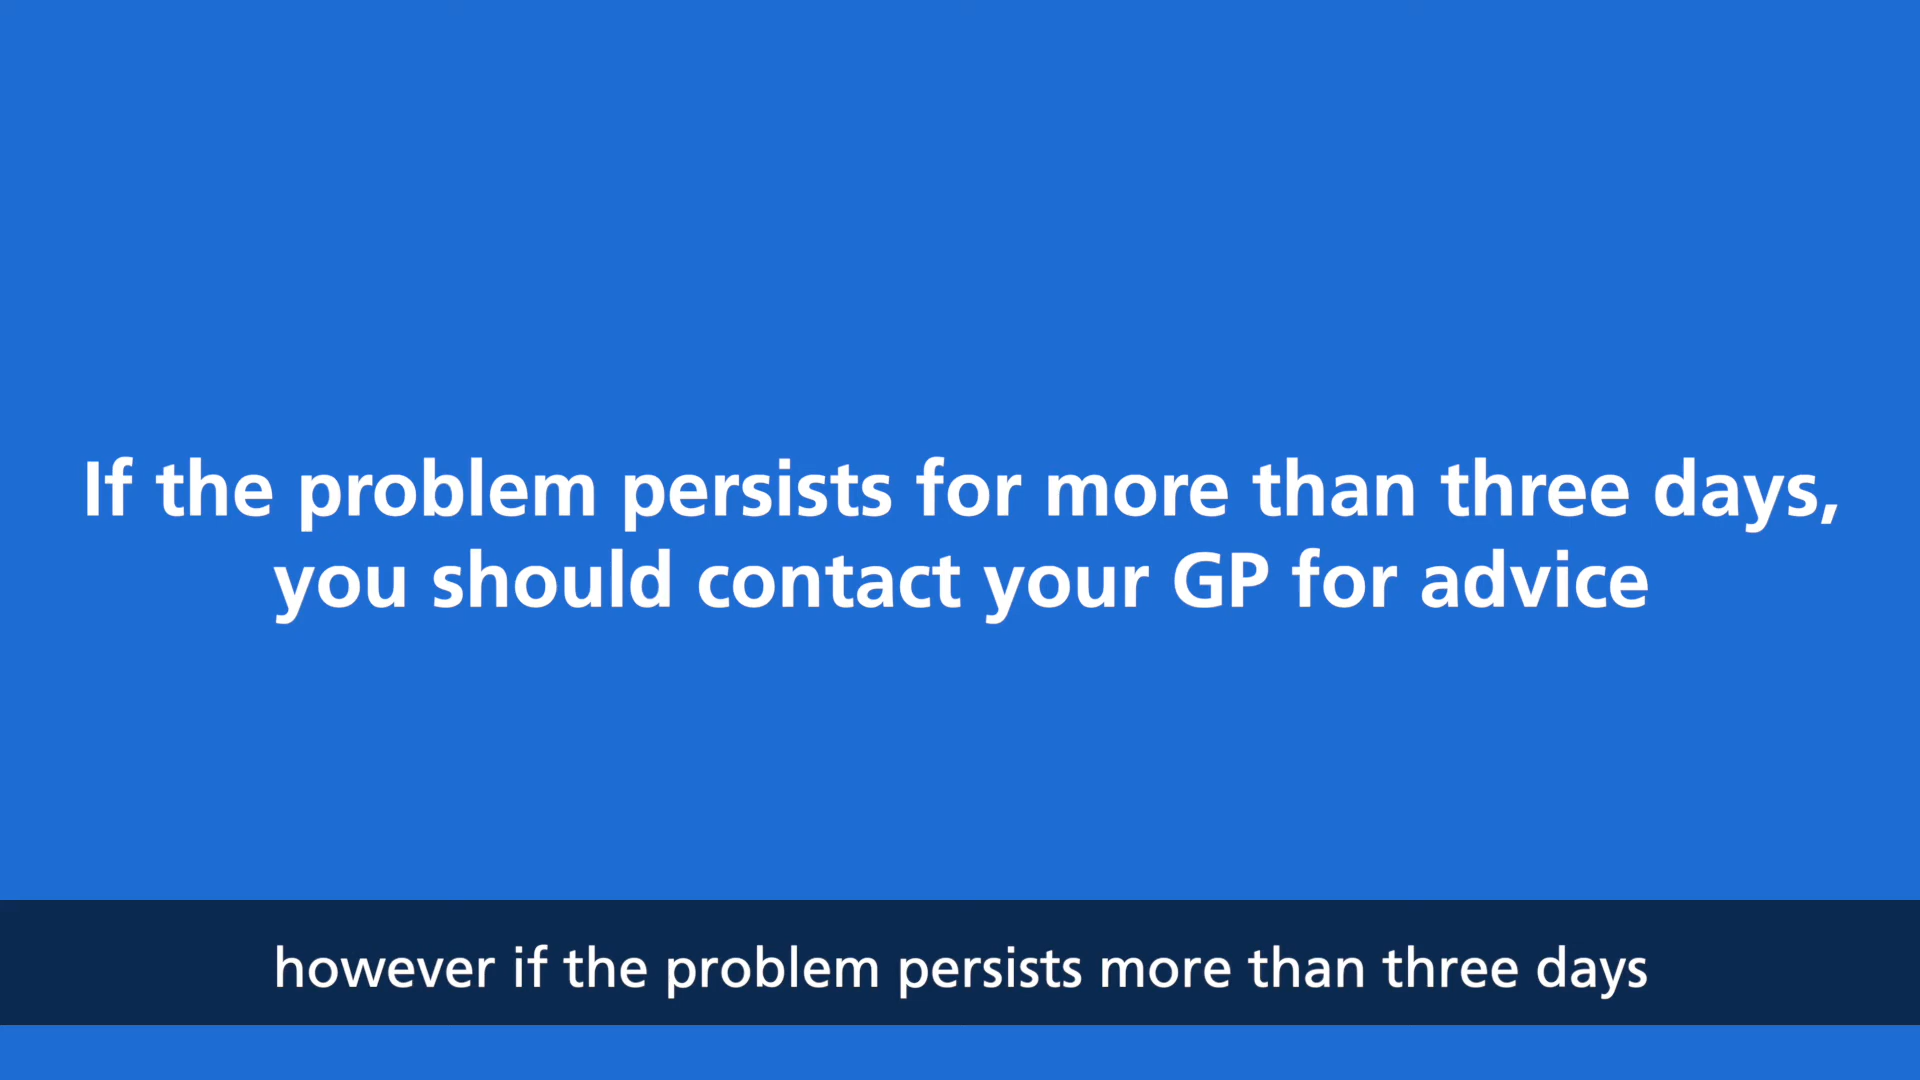 If the problem persists for more than three days,
you should contact your GP for advice
however if the problem persists more than three days